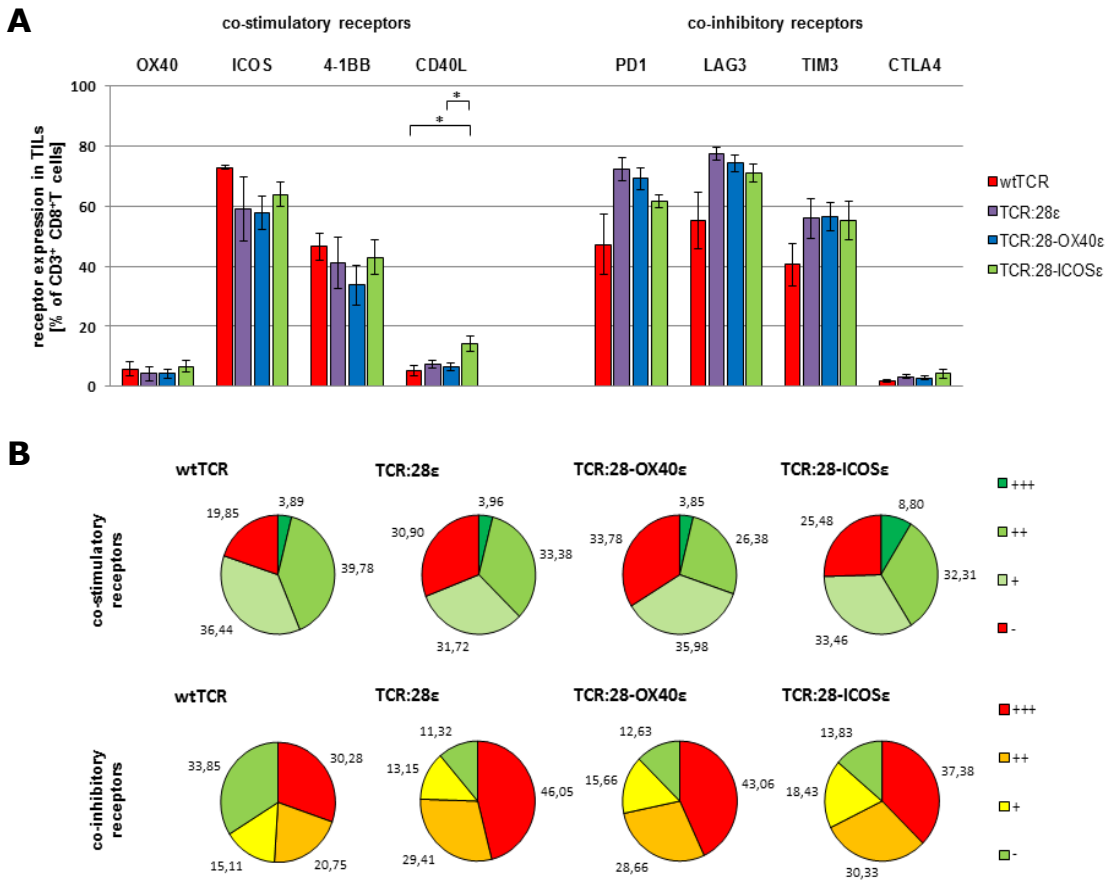 A
co-stimulatory receptors
co-inhibitory receptors
OX40 ICOS 4-1BB CD40L PD1 LAG3 TIM3 CTLA4
receptor expression in TILs
[% of CD3⁺ CD8⁺T cells]
100
80
60
40
20
0
*
*
wtTCR
TCR:28ε
TCR:28-OX40ε
TCR:28-ICOSε
B
co-stimulatory
receptors
wtTCR
3,89
39,78
36,44
19,85
TCR:28ε
3,96
33,38
31,72
30,90
TCR:28-OX40ε
3,85
26,38
35,98
33,78
TCR:28-ICOSε
8,80
32,31
33,46
25,48
+++
++
+
-
co-inhibitory
receptors
wtTCR
30,28
20,75
15,11
33,85
TCR:28ε
46,05
29,41
13,15
11,32
TCR:28-OX40ε
43,06
28,66
15,66
12,63
TCR:28-ICOSε
37,38
30,33
18,43
13,83
+++
++
+
-